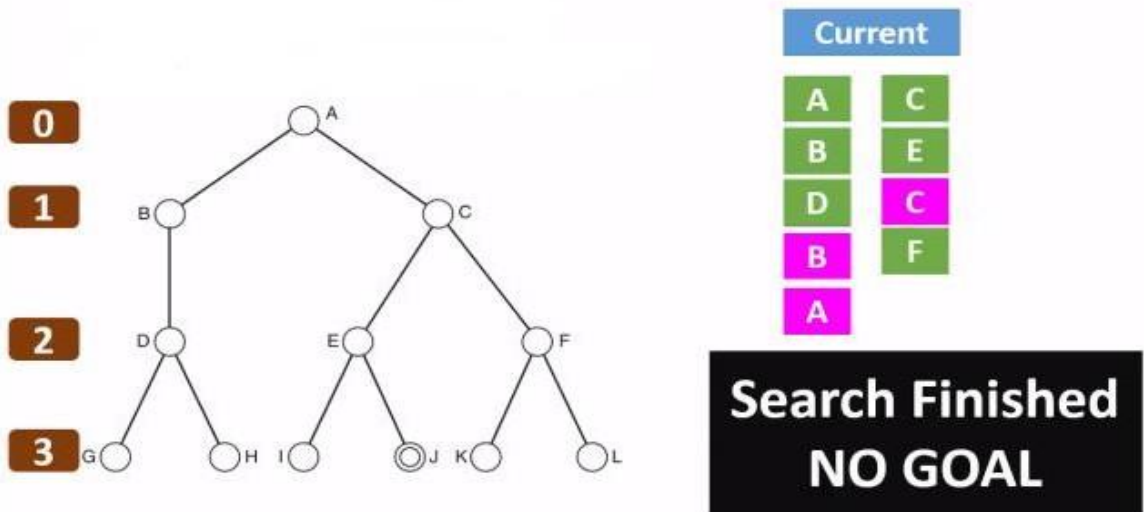 Current
A C
B E
D C
B F
A
0 A
1 B C
2 D E F
3 G H I J K L
Search Finished
NO GOAL